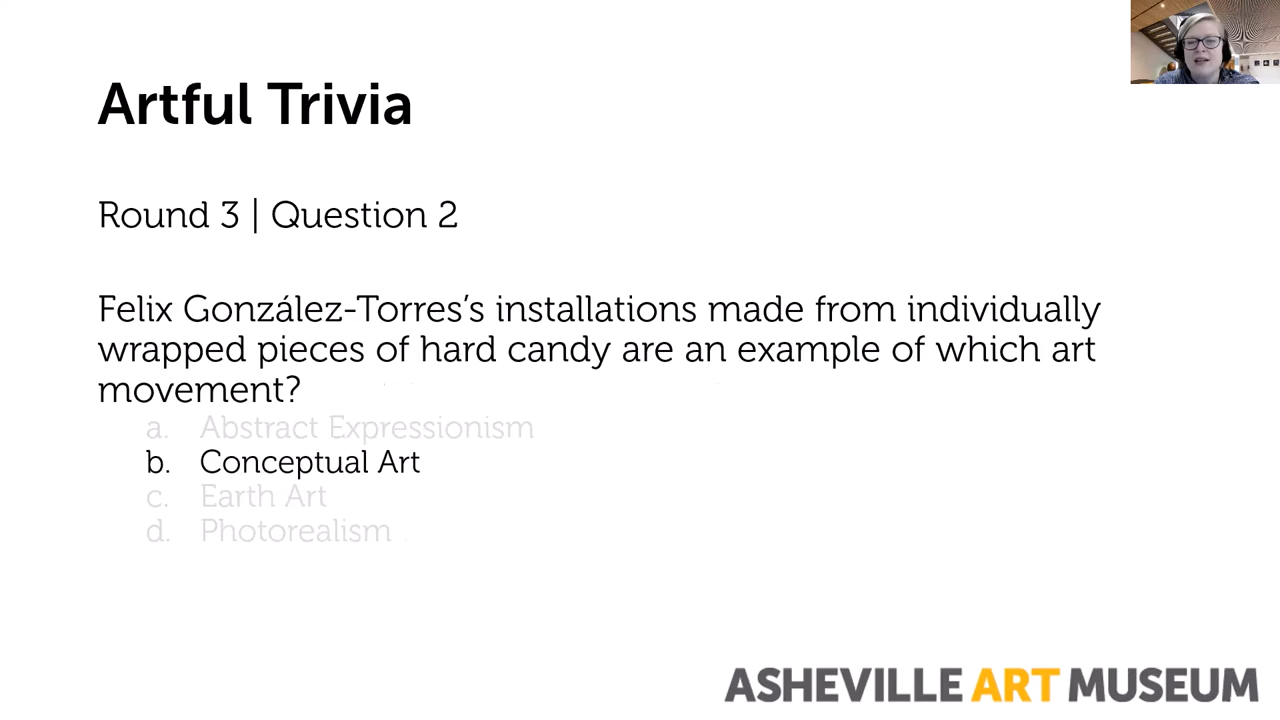 Artful Trivia
Round 3 | Question 2
Felix González-Torres’s installations made from individually
wrapped pieces of hard candy are an example of which art
movement?
a. Abstract Expressionism
b. Conceptual Art
c. Earth Art
d. Photorealism
ASHEVILLE ART MUSEUM